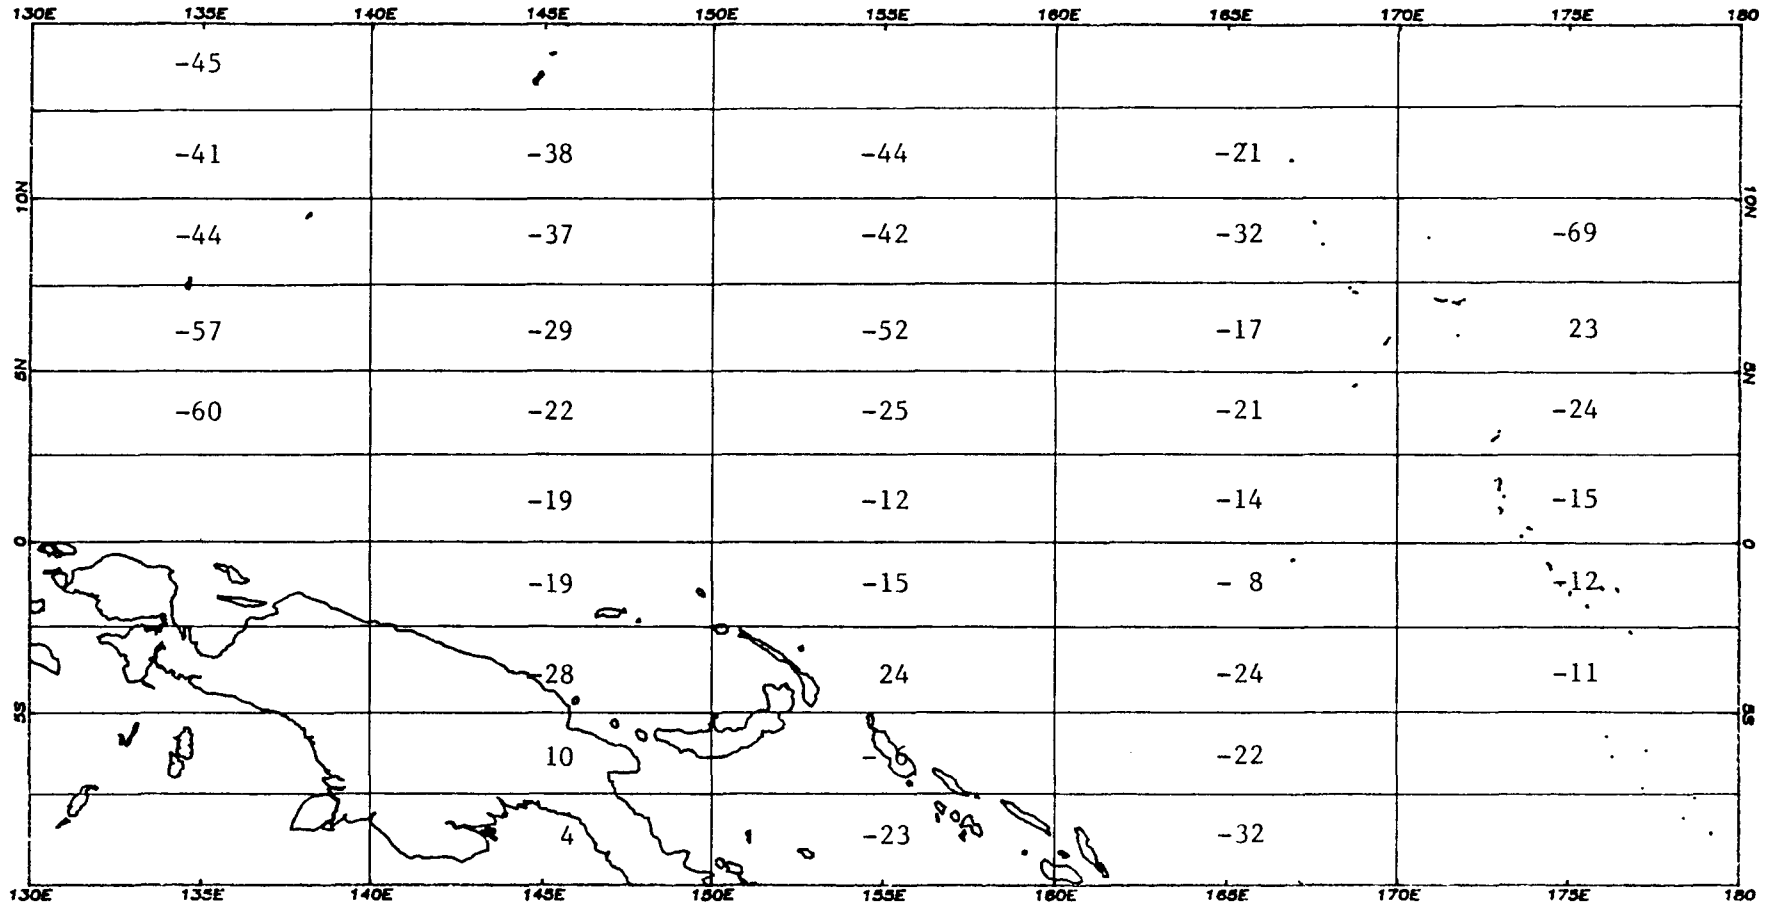 130E 135E 140E 145E 150E 155E 160E 165E 170E 175E 180
-45
-41 -38 -44 -21
10N 10N
-44 -37 -42 -32 -69
-57 -29 -52 -17 23
5N 5N
-60 -22 -25 -21 -24
-19 -12 -14 -15
0 0
-19 -15 - 8 -12
-28 24 -24 -11
5S 5S
10 - 6 -22
4 -23 -32
130E 135E 140E 145E 150E 155E 160E 165E 170E 175E 180